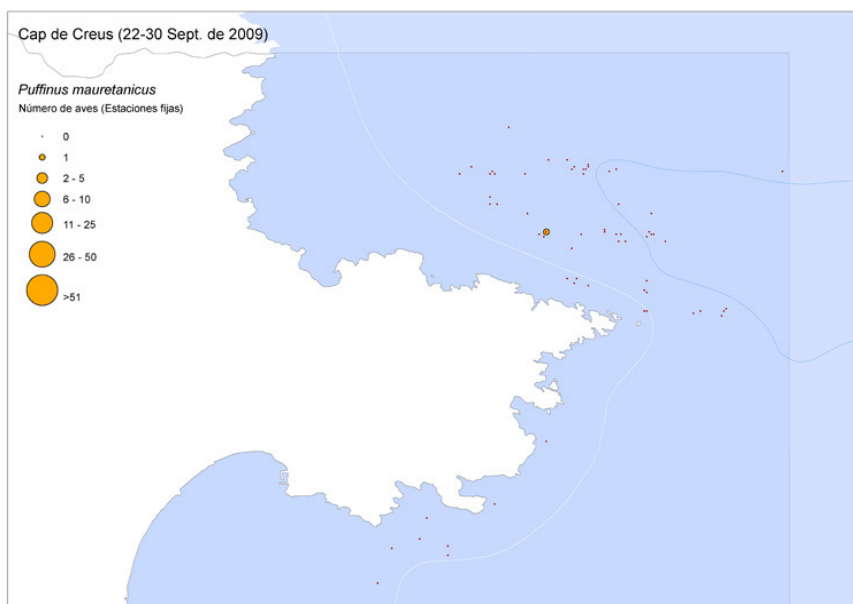 Cap de Creus (22-30 Sept. de 2009)
Puffinus mauretanicus
Número de aves (Estaciones fijas)
0
1
2 - 5
6 - 10
11 - 25
26 - 50
>51